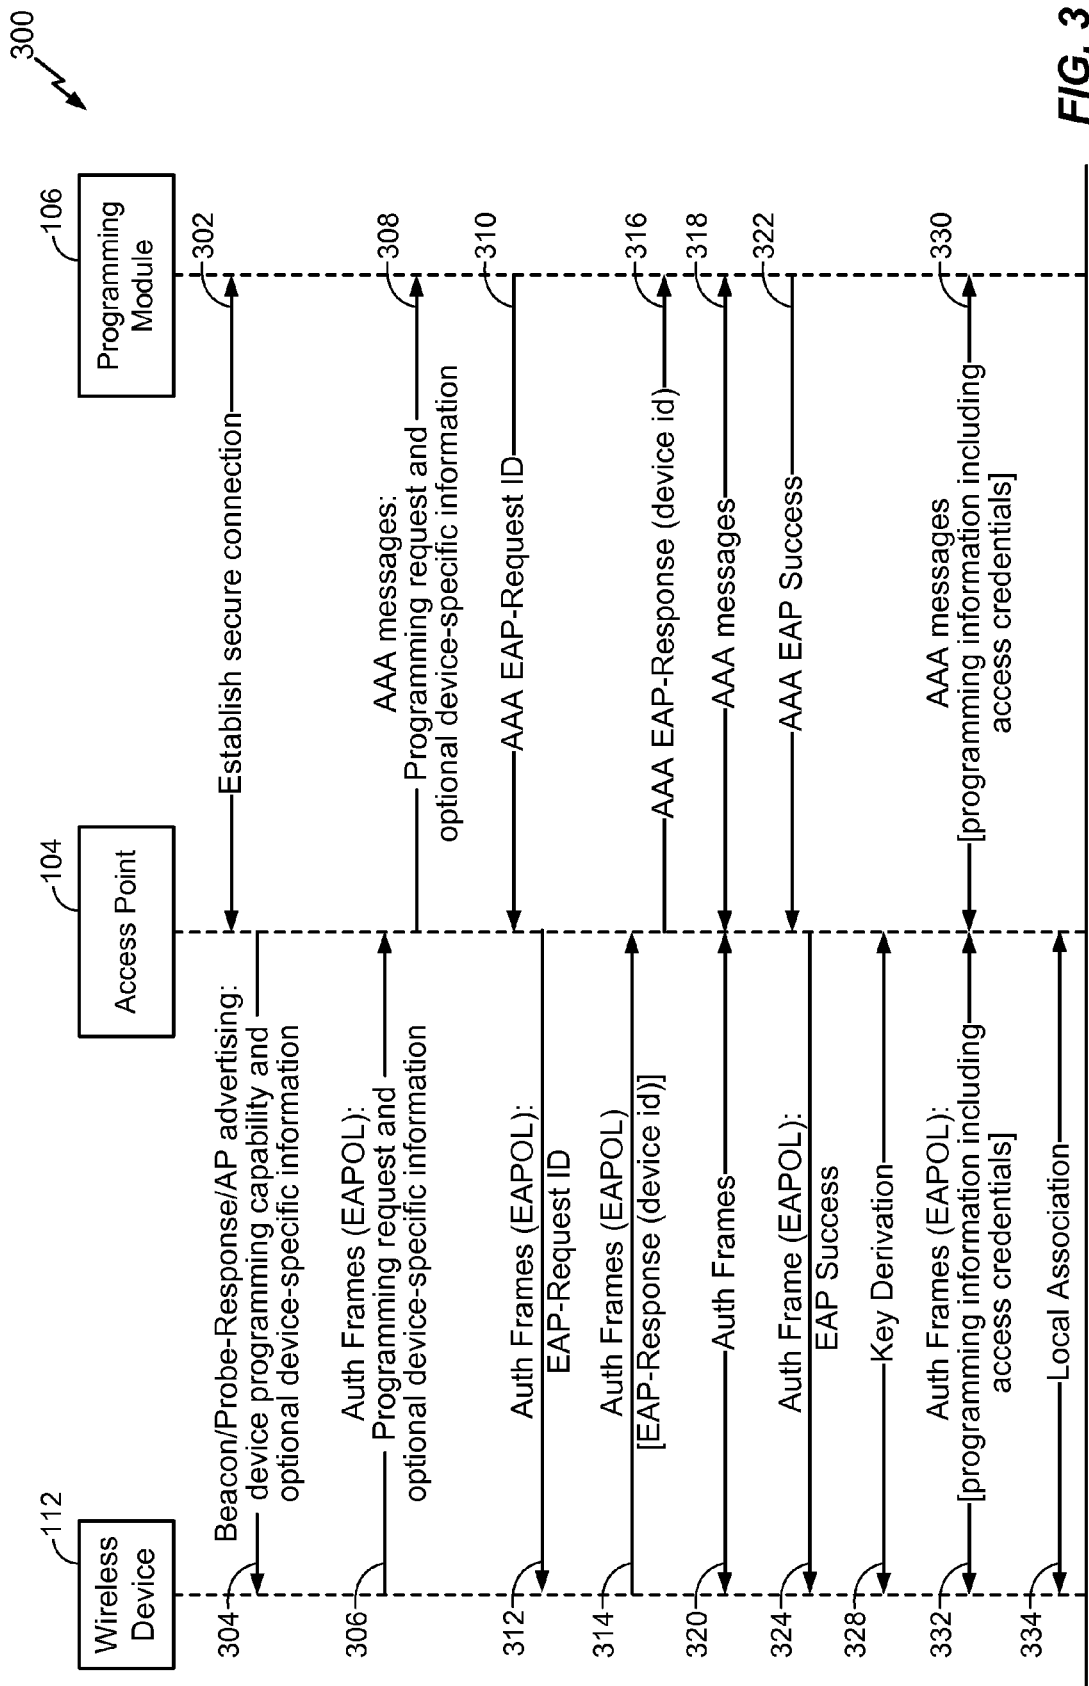 300
112
Wireless
Device
104
Access Point
106
Programming
Module
302
Establish secure connection
304
Beacon/Probe-Response/AP advertising:
device programming capability and
optional device-specific information
306
Auth Frames (EAPOL):
Programming request and
optional device-specific information
308
AAA messages:
Programming request and
optional device-specific information
310
AAA EAP-Request ID
312
Auth Frames (EAPOL):
EAP-Request ID
314
Auth Frames (EAPOL)
[EAP-Response (device id)]
316
AAA EAP-Response (device id)
318
AAA messages
320
Auth Frames
322
AAA EAP Success
324
Auth Frame (EAPOL):
EAP Success
328
Key Derivation
330
AAA messages
[programming information including
access credentials]
332
Auth Frames (EAPOL):
[programming information including
access credentials]
334
Local Association
FIG. 3